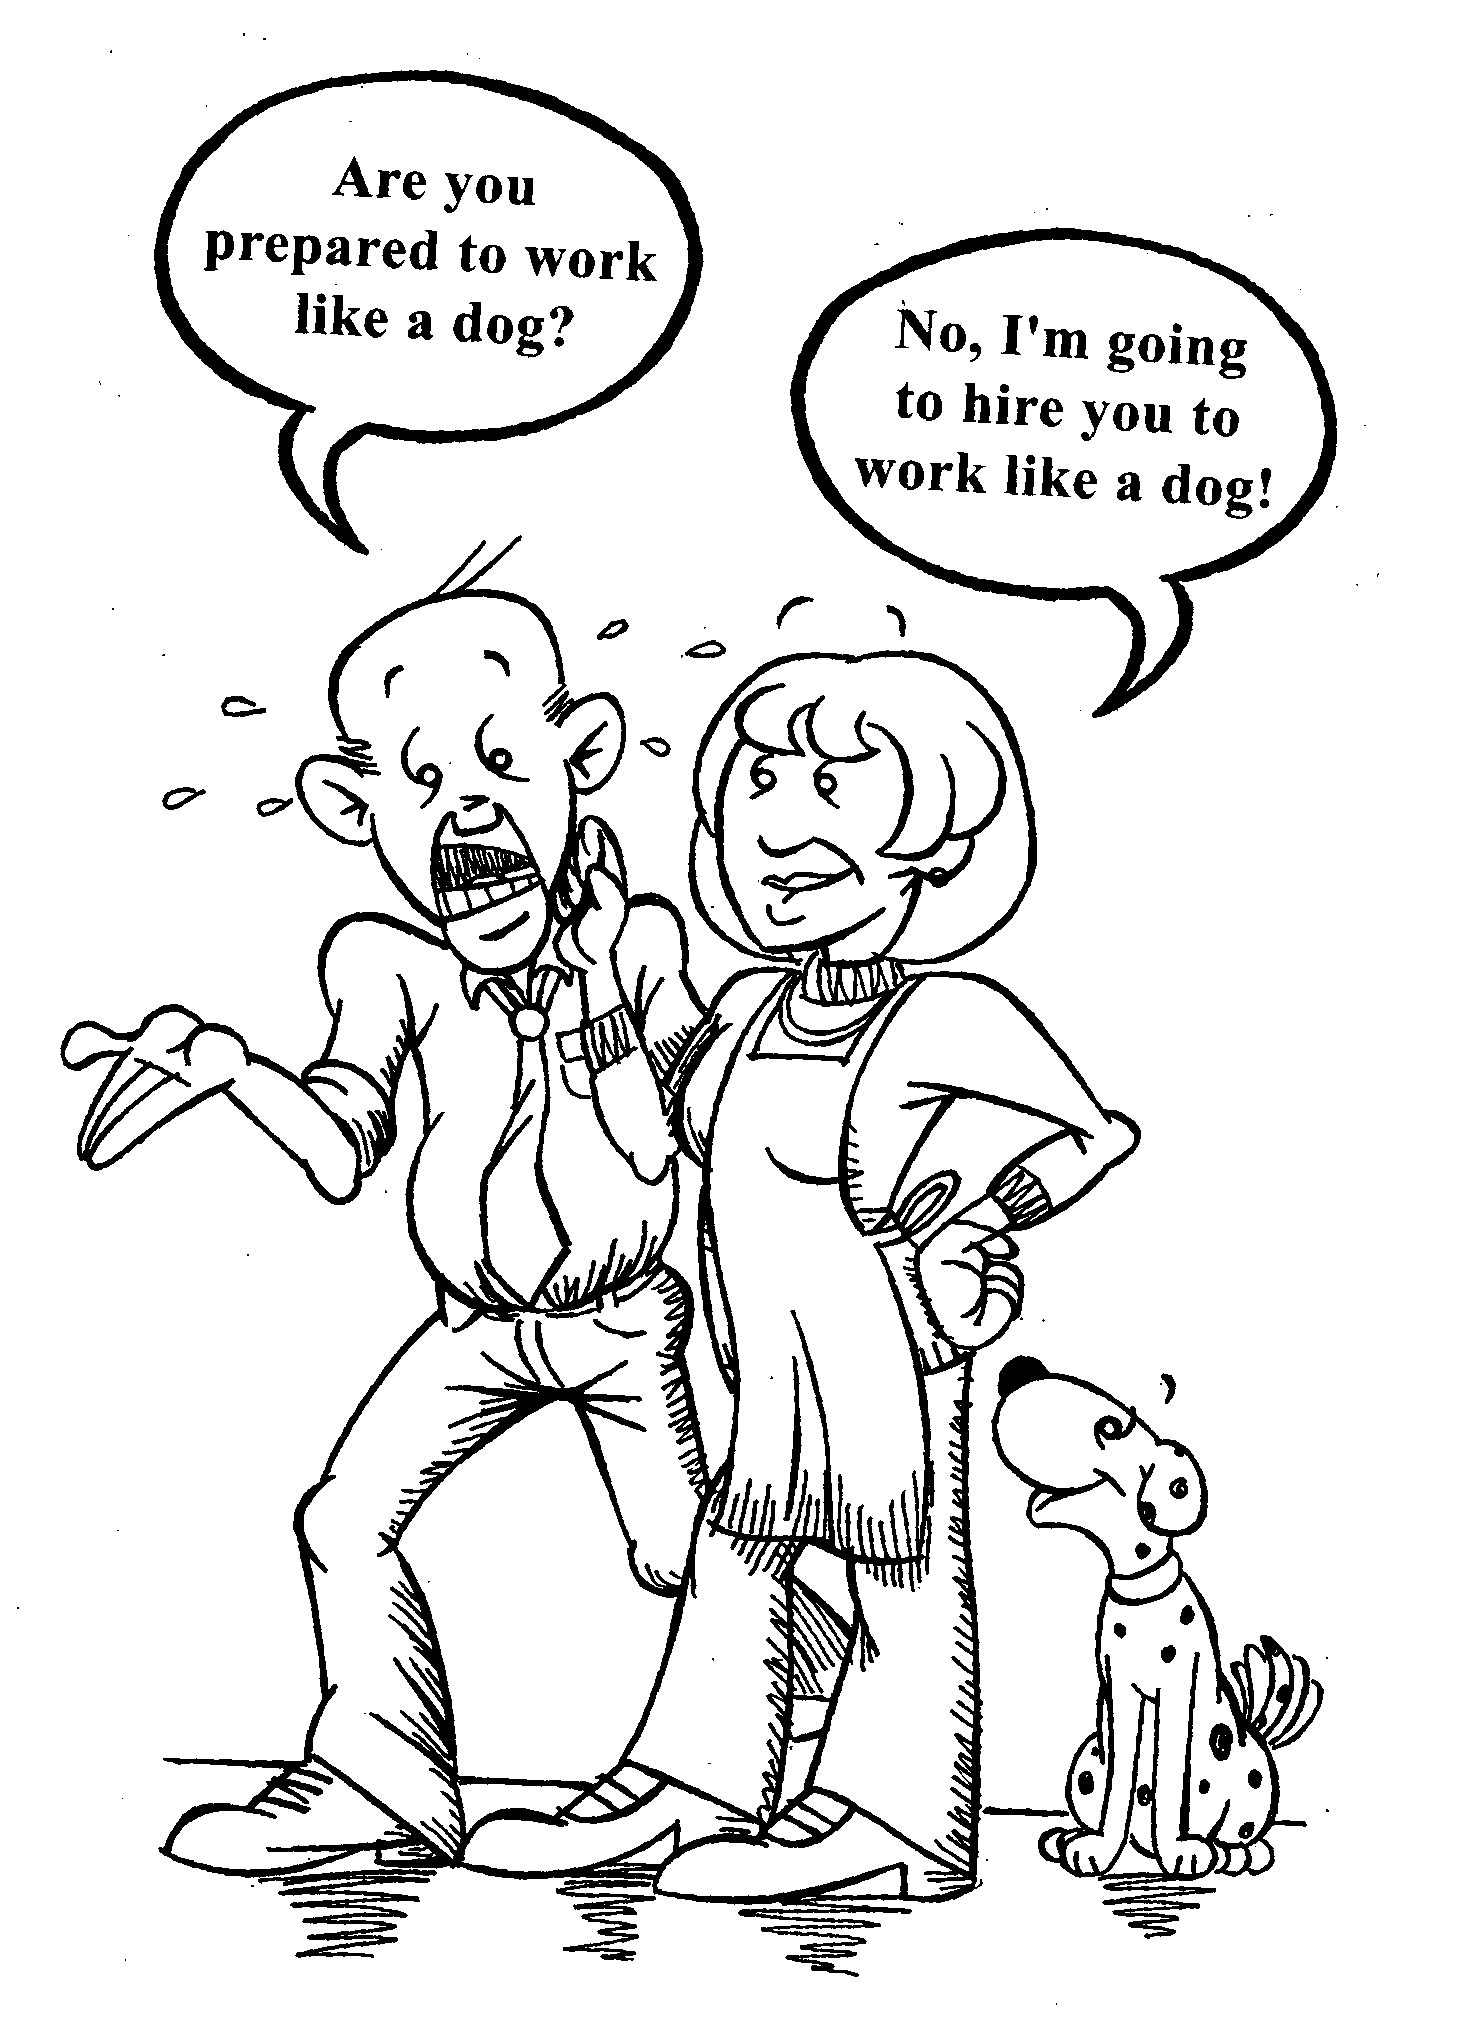 Are you
prepared to work
like a dog?
No, I'm going
to hire you to
work like a dog!